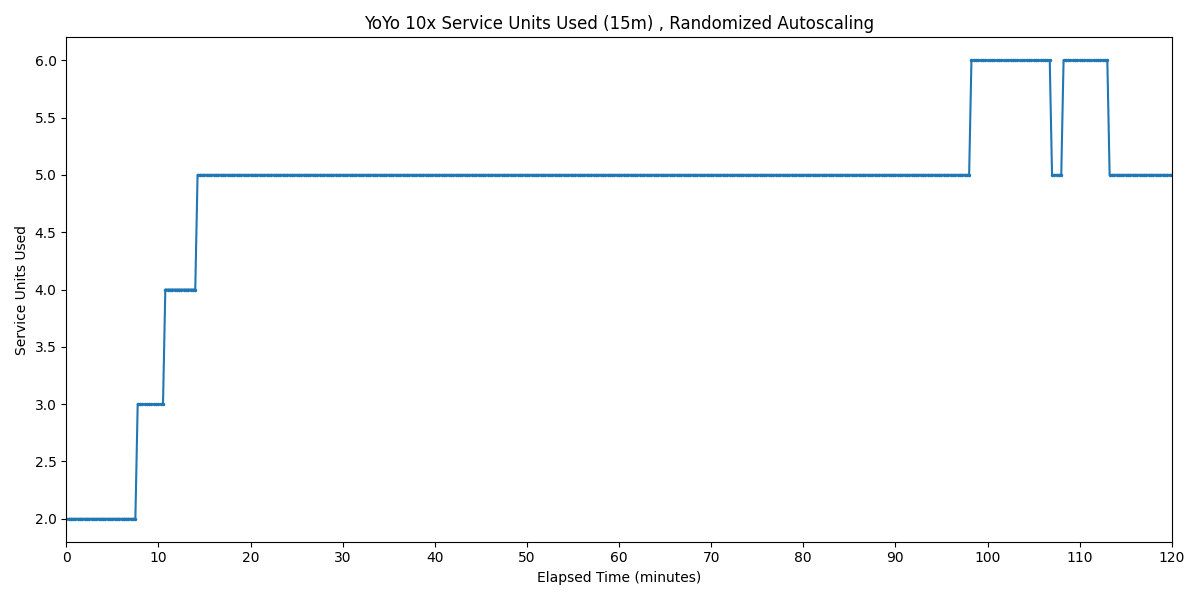 YoYo 10x Service Units Used (15m) , Randomized Autoscaling
Service Units Used
6.0
5.5
5.0
4.5
4.0
3.5
3.0
2.5
2.0
0 10 20 30 40 50 60 70 80 90 100 110 120
Elapsed Time (minutes)